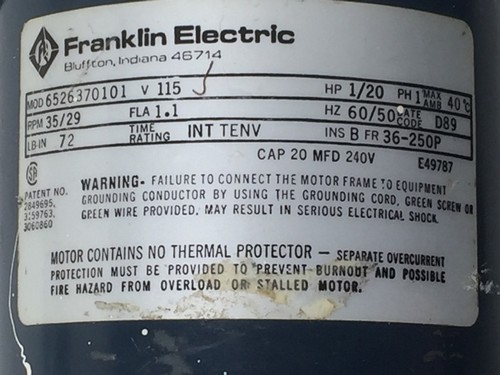 Franklin Electric
Bluffton, Indiana 46714
MOD 6526370101 V 115 HP 1/20 PH 1 MAX AMB 40°C
RPM 35/29 FLA 1.1 HZ 60/50 DATE CODE D89
LB-IN 72 TIME RATING INT TENV INS B FR 36-250P
CAP 20 MFD 240V E49787
PATENT NO.
2849695,
3159763,
3060860
WARNING- FAILURE TO CONNECT THE MOTOR FRAME TO EQUIPMENT
GROUNDING CONDUCTOR BY USING THE GROUNDING CORD, GREEN SCREW OR
GREEN WIRE PROVIDED, MAY RESULT IN SERIOUS ELECTRICAL SHOCK.
MOTOR CONTAINS NO THERMAL PROTECTOR — SEPARATE OVERCURRENT
PROTECTION MUST BE PROVIDED TO PREVENT BURNOUT AND POSSIBLE
FIRE HAZARD FROM OVERLOAD OR STALLED MOTOR.